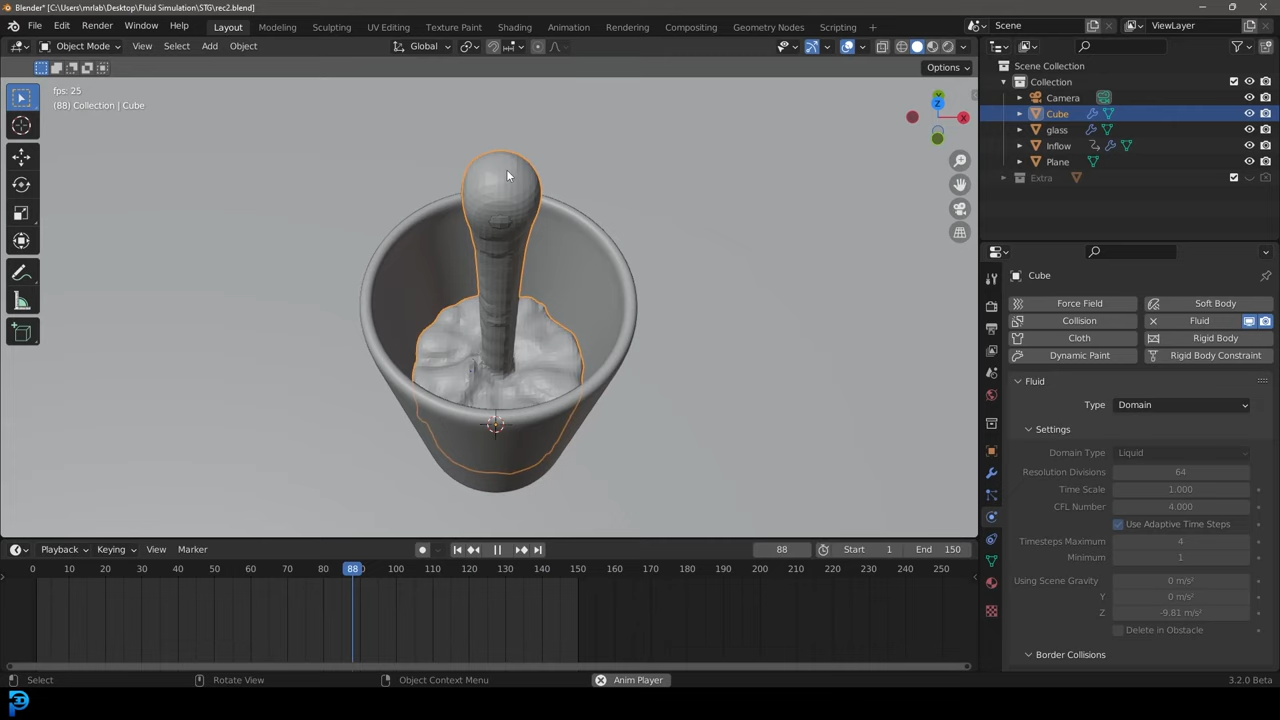 Blender* [C:\Users\mrlab\Desktop\Fluid Simulation\STG\rec2.blend]
File Edit Render Window Help Layout Modeling Sculpting UV Editing Texture Paint Shading Animation Rendering Compositing Geometry Nodes Scripting Scene ViewLayer
Object Mode View Select Add Object Global
Options
fps: 25
(88) Collection | Cube
Z
X
Scene Collection
Collection
Camera
Cube
glass
Inflow
Plane
Extra
Cube
Force Field Soft Body
Collision Fluid
Cloth Rigid Body
Dynamic Paint Rigid Body Constraint
Fluid
Type Domain
Settings
Domain Type Liquid
Resolution Divisions 64
Time Scale 1.000
CFL Number 4.000
Use Adaptive Time Steps
Timesteps Maximum 4
Minimum 1
Using Scene Gravity 0 m/s²
Y 0 m/s²
Z -9.81 m/s²
Delete in Obstacle
Border Collisions
Playback Keying View Marker 88 Start 1 End 150
0 10 20 30 40 50 60 70 80 88 100 110 120 130 140 150 160 170 180 190 200 210 220 230 240 250
Select Rotate View Object Context Menu Anim Player 3.2.0 Beta